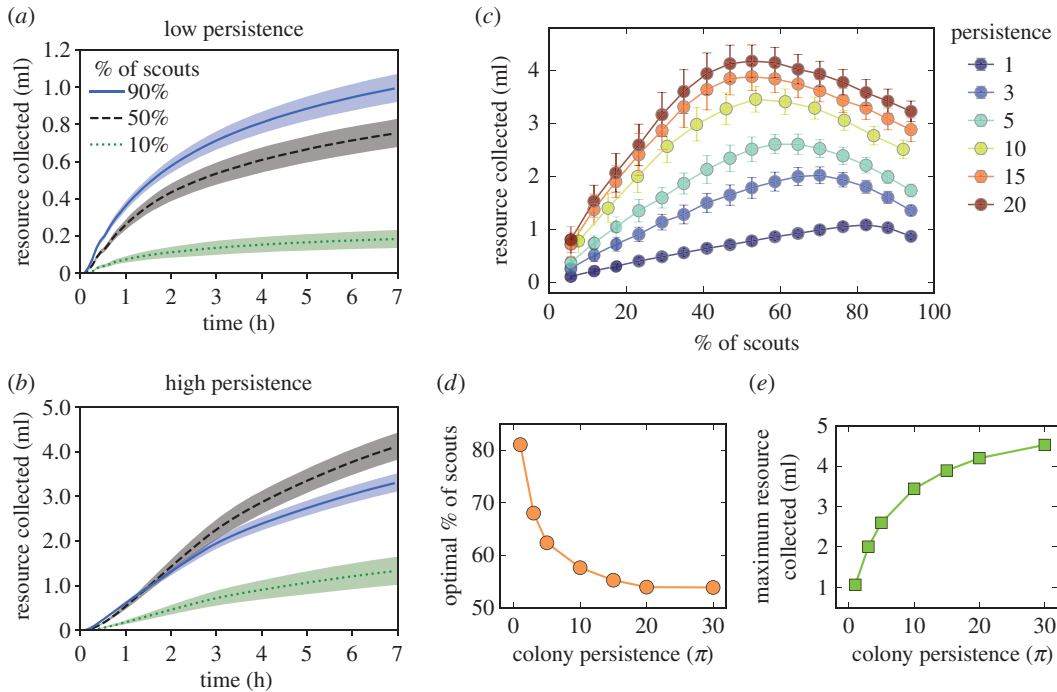 (a)
low persistence
resource collected (ml)
1.2
1.0
0.8
0.6
0.4
0.2
0
% of scouts
90%
50%
10%
0 1 2 3 4 5 6 7
time (h)
(b)
high persistence
resource collected (ml)
5.0
4.0
3.0
2.0
1.0
0
0 1 2 3 4 5 6 7
time (h)
(c)
resource collected (ml)
4
3
2
1
0
0 20 40 60 80 100
% of scouts
persistence
1
3
5
10
15
20
(d)
optimal % of scouts
80
70
60
50
0 10 20 30
colony persistence (π)
(e)
maximum resource
collected (ml)
5
4
3
2
1
0 10 20 30
colony persistence (π)